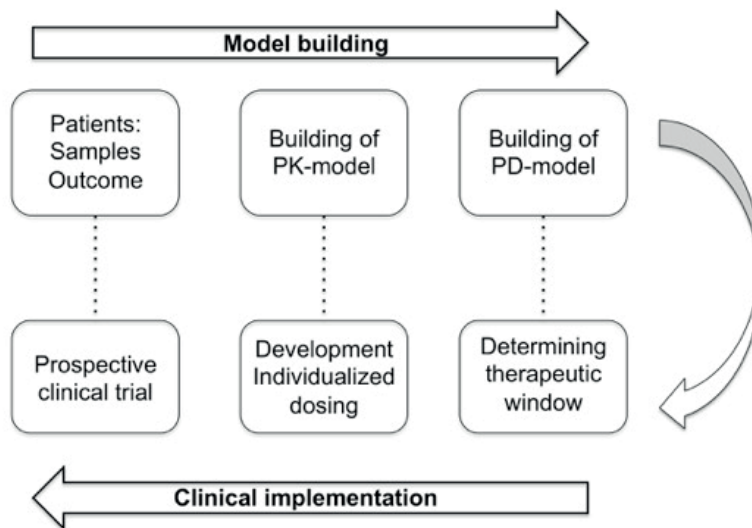 Model building
Patients:
Samples
Outcome
Building of
PK-model
Building of
PD-model
Prospective
clinical trial
Development
Individualized
dosing
Determining
therapeutic
window
Clinical implementation